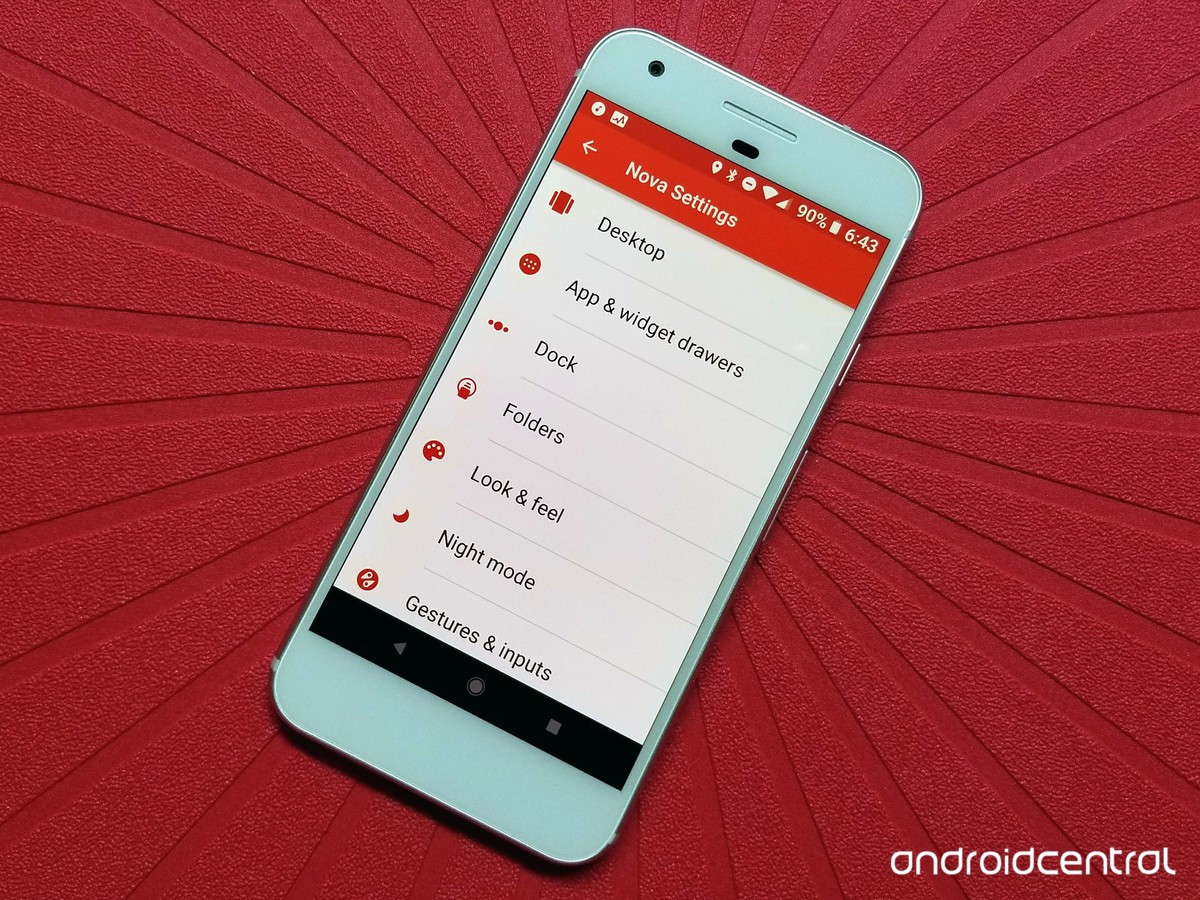 90% 6:43
Nova Settings
Desktop
App & widget drawers
Dock
Folders
Look & feel
Night mode
Gestures & inputs
androidcentral